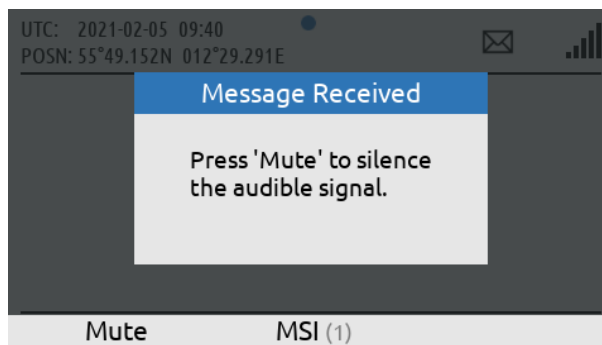 UTC: 2021-02-05 09:40
POSN: 55°49.152N 012°29.291E
Message Received
Press 'Mute' to silence
the audible signal.
Mute MSI (1)